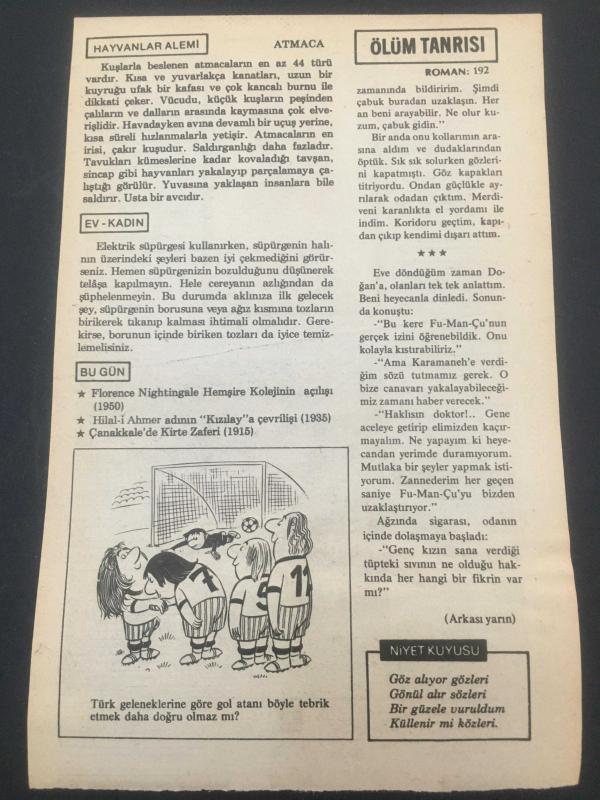 HAYVANLAR ALEMİ
ATMACA
Kuşlarla beslenen atmacaların en az 44 türü
vardır. Kısa ve yuvarlakça kanatları, uzun bir
kuyruğu ufak bir kafası ve çok kancalı burnu ile
dikkati çeker. Vücudu, küçük kuşların peşinden
çalıların ve dalların arasında kaymasına çok elve-
rişlidir. Havadayken avına devamlı bir uçuş yerine,
kısa süreli hızlanmalarla yetişir. Atmacaların en
irisi, çakır kuşudur. Saldırganlığı daha fazladır.
Tavukları kümeslerine kadar kovaladığı tavşan,
sincap gibi hayvanları yakalayıp parçalamaya ça-
lıştığı görülür. Yuvasına yaklaşan insanlara bile
saldırır. Usta bir avcıdır.
EV - KADIN
Elektrik süpürgesi kullanırken, süpürgenin halı-
nın üzerindeki şeyleri bazen iyi çekmediğini görür-
seniz. Hemen süpürgenizin bozulduğunu düşünerek
telâşa kapılmayın. Hele cereyanın azlığından da
şüphelenmeyin. Bu durumda aklınıza ilk gelecek
şey, süpürgenin borusuna veya ağız kısmına tozların
birikerek tıkanıp kalması ihtimali olmalıdır. Gere-
kirse, borunun içinde biriken tozları da iyice temiz-
lemelisiniz.
BU GÜN
★ Florence Nightingale Hemşire Kolejinin açılışı
(1950)
★ Hilal-i Ahmer adının "Kızılay"a çevrilişi (1935)
★ Çanakkale'de Kirte Zaferi (1915)
7
5
11
Türk geleneklerine göre gol atanı böyle tebrik
etmek daha doğru olmaz mı?
ÖLÜM TANRISI
ROMAN: 192
zamanında bildiririm. Şimdi
çabuk buradan uzaklaşın. Her
an beni arayabilir. Ne olur ku-
zum, çabuk gidin."
Bir anda onu kollarımın ara-
sına aldım ve dudaklarından
öptük. Sık sık solurken gözleri-
ni kapatmıştı. Göz kapakları
titriyordu. Ondan güçlükle ay-
rılarak odadan çıktım. Merdi-
veni karanlıkta el yordamı ile
indim. Koridoru geçtim, kapı-
dan çıkıp kendimi dışarı attım.
★ ★ ★
Eve döndüğüm zaman Do-
ğan'a, olanları tek tek anlattım.
Beni heyecanla dinledi. Sonun-
da konuştu:
-"Bu kere Fu-Man-Çu'nun
gerçek izini öğrenebildik. Onu
kolayla kıstırabiliriz."
-"Ama Karamaneh'e verdi-
ğim sözü tutmamız gerek. O
bize canavarı yakalayabileceği-
miz zamanı haber verecek."
-"Haklısın doktor!.. Gene
aceleye getirip elimizden kaçır-
mayalım. Ne yapayım ki heye-
candan yerimde duramıyorum.
Mutlaka bir şeyler yapmak isti-
yorum. Zannederim her geçen
saniye Fu-Man-Çu'yu bizden
uzaklaştırıyor."
Ağzında sigarası, odanın
içinde dolaşmaya başladı:
-"Genç kızın sana verdiği
tüpteki sıvının ne olduğu hak-
kında her hangi bir fikrin var
mı?"
(Arkası yarın)
NİYET KUYUSU
Göz alıyor gözleri
Gönül alır sözleri
Bir güzele vuruldum
Küllenir mi közleri.